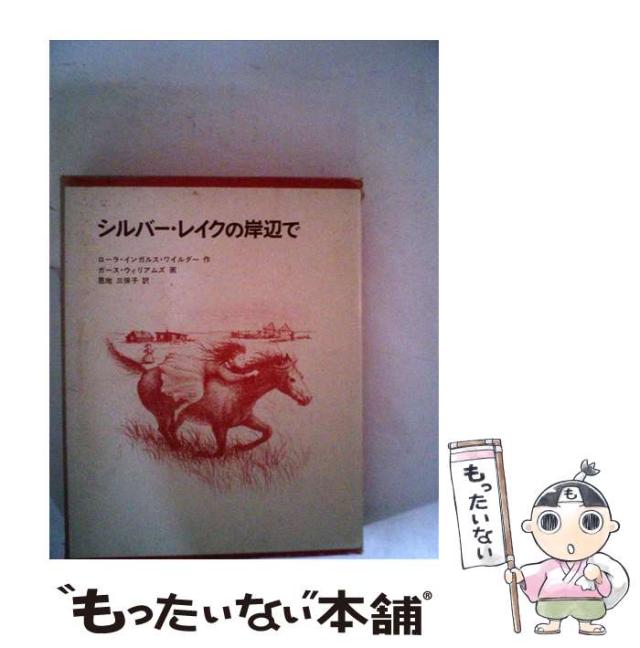 シルバー・レイクの岸辺で
ローラ・インガルス・ワイルダー 作
ガース・ウィリアムズ 画
恩地 三保子 訳
もったいない
も
"もったいない"本舗®